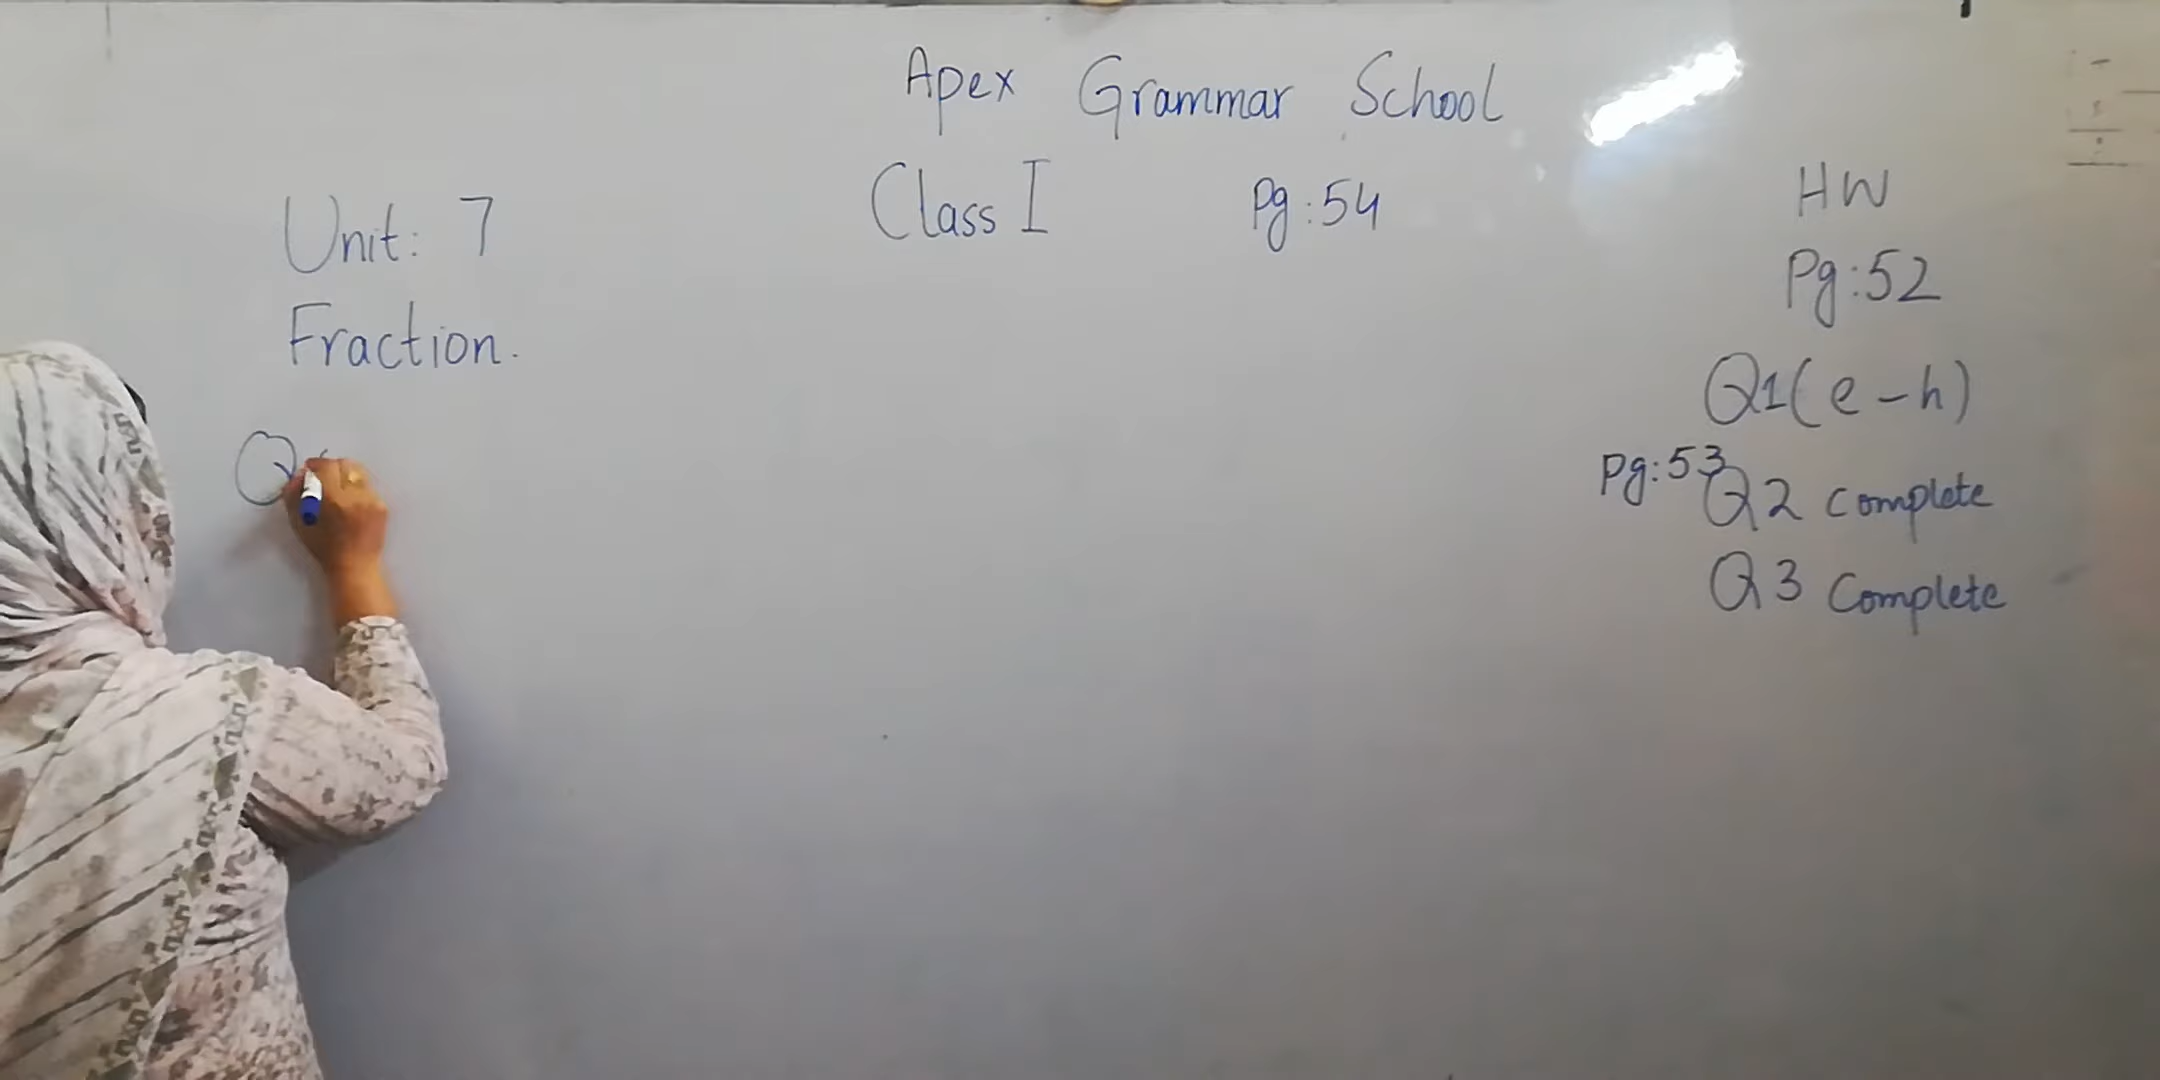 Apex Grammar School
Class I Pg:54
Unit: 7
Fraction.
Q
HW
Pg:52
Q1(e-h)
Pg:53 Q2 complete
Q3 Complete